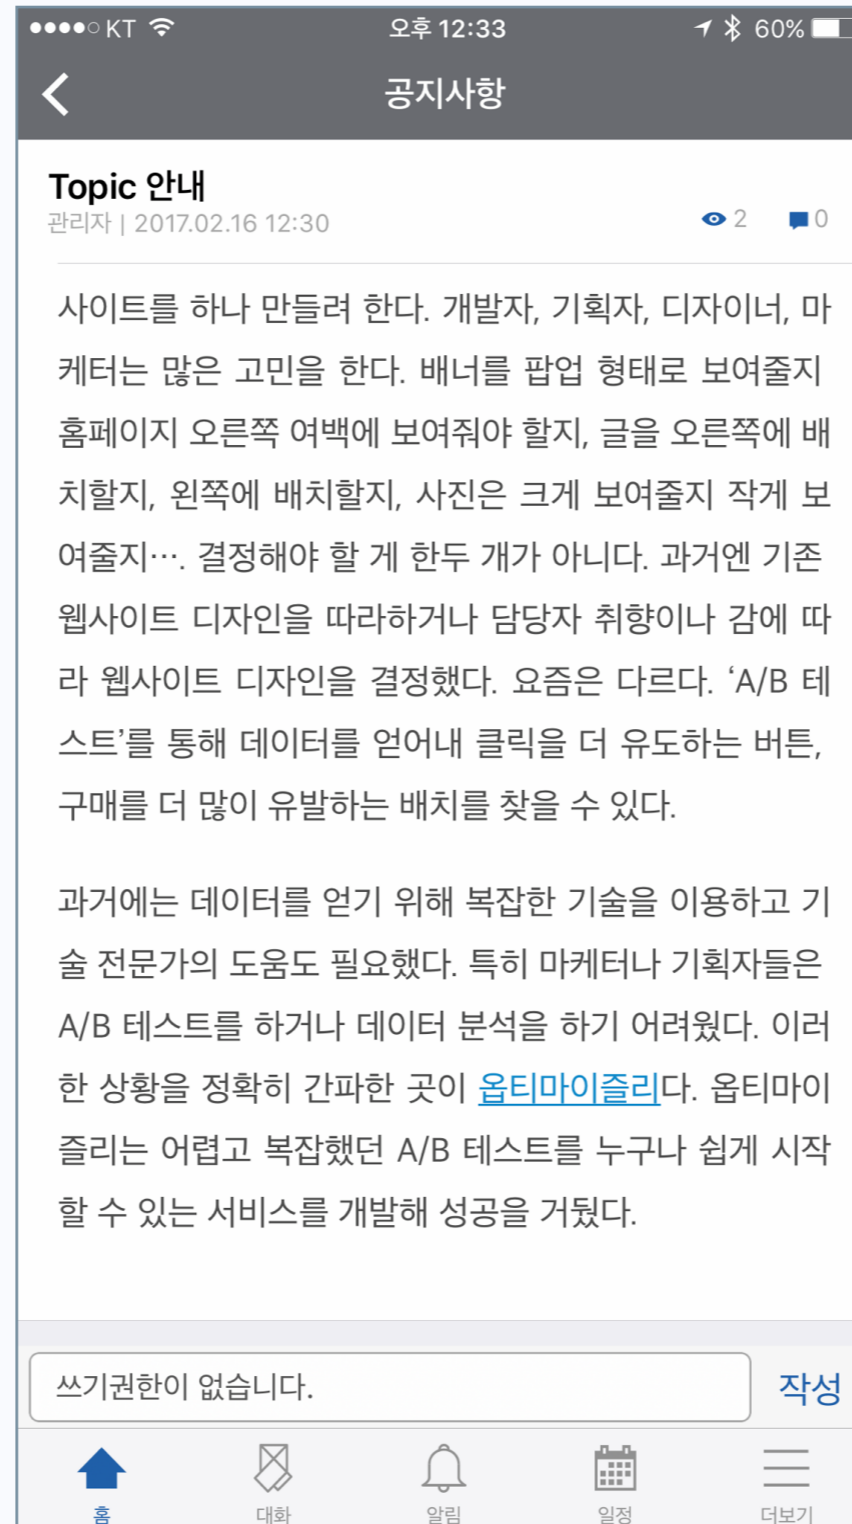 KT 오후 12:33 60%
공지사항
Topic 안내
관리자 | 2017.02.16 12:30 2 0
사이트를 하나 만들려 한다. 개발자, 기획자, 디자이너, 마
케터는 많은 고민을 한다. 배너를 팝업 형태로 보여줄지
홈페이지 오른쪽 여백에 보여줘야 할지, 글을 오른쪽에 배
치할지, 왼쪽에 배치할지, 사진은 크게 보여줄지 작게 보
여줄지…. 결정해야 할 게 한두 개가 아니다. 과거엔 기존
웹사이트 디자인을 따라하거나 담당자 취향이나 감에 따
라 웹사이트 디자인을 결정했다. 요즘은 다르다. ‘A/B 테
스트’를 통해 데이터를 얻어내 클릭을 더 유도하는 버튼,
구매를 더 많이 유발하는 배치를 찾을 수 있다.
과거에는 데이터를 얻기 위해 복잡한 기술을 이용하고 기
술 전문가의 도움도 필요했다. 특히 마케터나 기획자들은
A/B 테스트를 하거나 데이터 분석을 하기 어려웠다. 이러
한 상황을 정확히 간파한 곳이 옵티마이즐리다. 옵티마이
즐리는 어렵고 복잡했던 A/B 테스트를 누구나 쉽게 시작
할 수 있는 서비스를 개발해 성공을 거뒀다.
쓰기권한이 없습니다. 작성
홈 대화 알림 일정 더보기